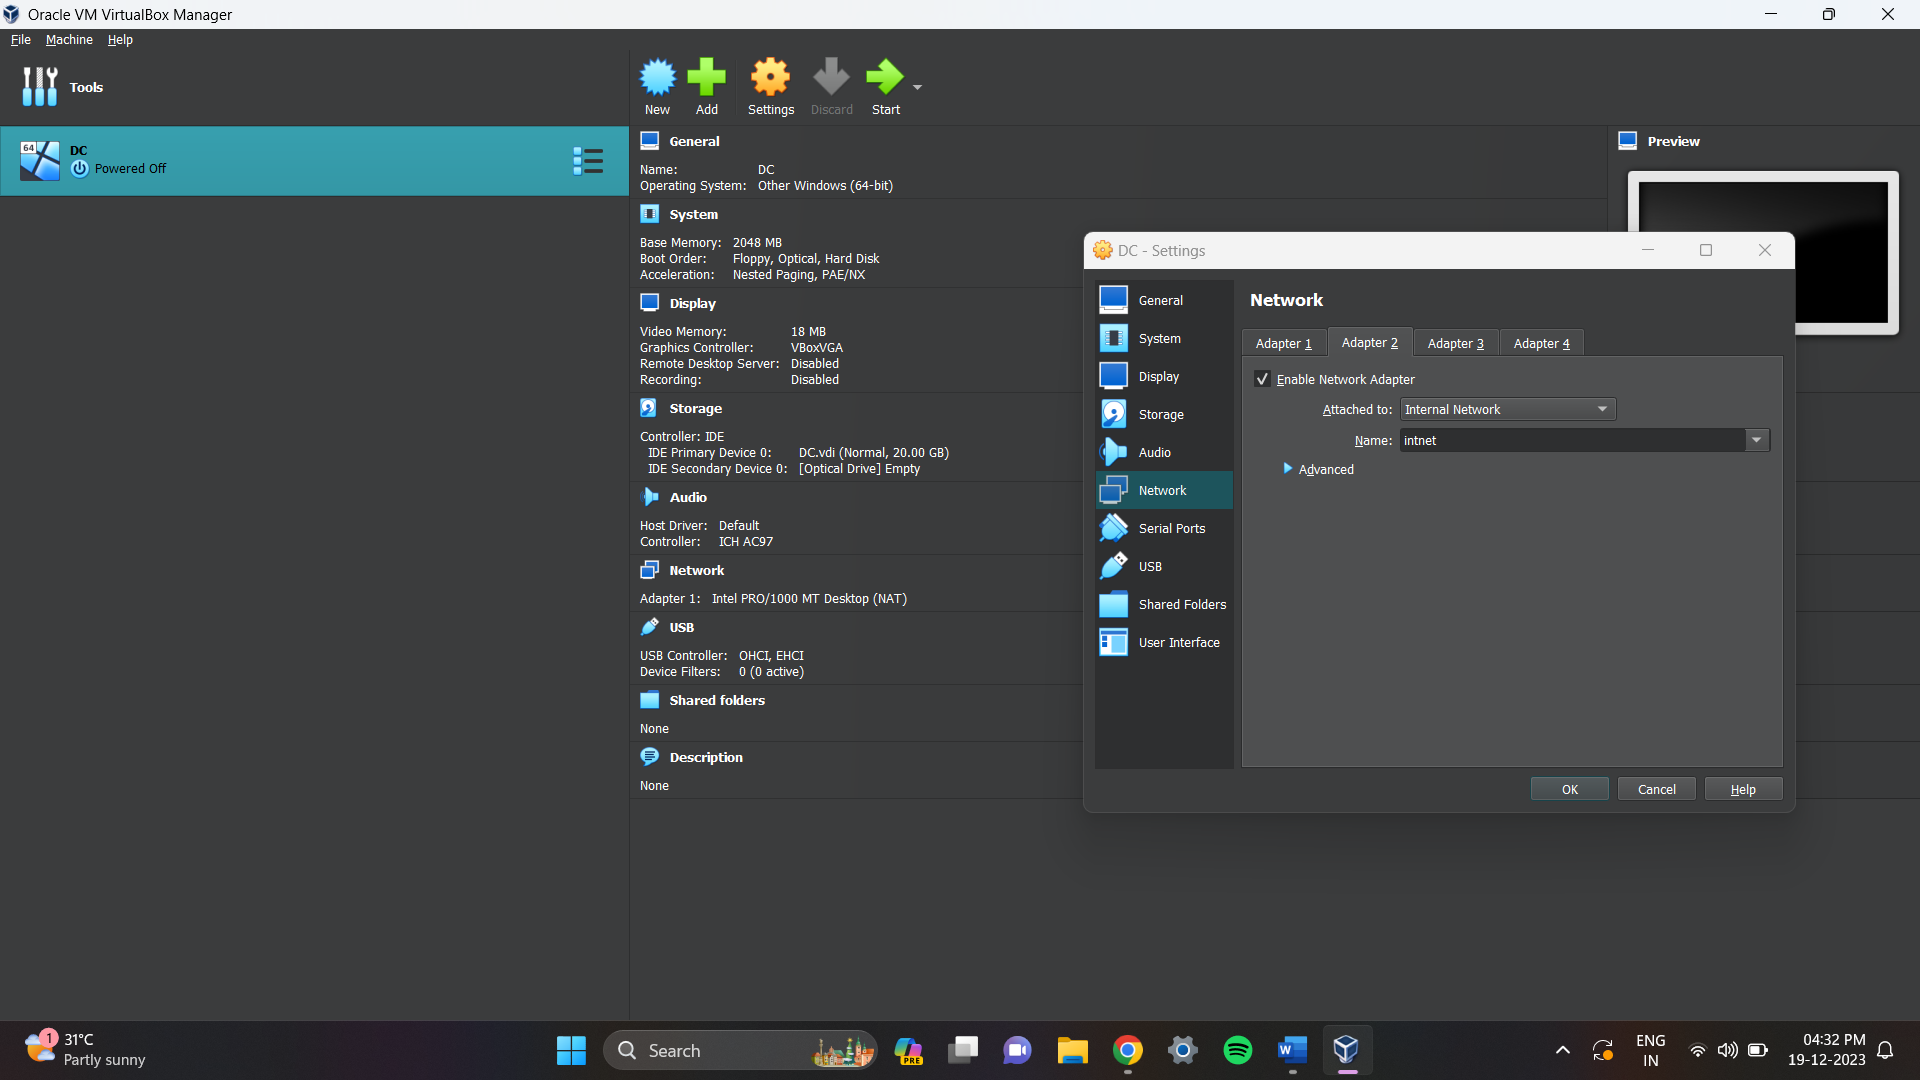 Oracle VM VirtualBox Manager
File Machine Help
Tools
New Add Settings Discard Start
64 DC
Powered Off
General
Name: DC
Operating System: Other Windows (64-bit)
System
Base Memory: 2048 MB
Boot Order: Floppy, Optical, Hard Disk
Acceleration: Nested Paging, PAE/NX
Display
Video Memory: 18 MB
Graphics Controller: VBoxVGA
Remote Desktop Server: Disabled
Recording: Disabled
Storage
Controller: IDE
IDE Primary Device 0: DC.vdi (Normal, 20.00 GB)
IDE Secondary Device 0: [Optical Drive] Empty
Audio
Host Driver: Default
Controller: ICH AC97
Network
Adapter 1: Intel PRO/1000 MT Desktop (NAT)
USB
USB Controller: OHCI, EHCI
Device Filters: 0 (0 active)
Shared folders
None
Description
None
Preview
DC - Settings
General
System
Display
Storage
Audio
Network
Serial Ports
USB
Shared Folders
User Interface
Network
Adapter 1 Adapter 2 Adapter 3 Adapter 4
Enable Network Adapter
Attached to: Internal Network
Name: intnet
Advanced
OK Cancel Help
1 31°C
Partly sunny
Search
PRE
W
ENG
IN
04:32 PM
19-12-2023